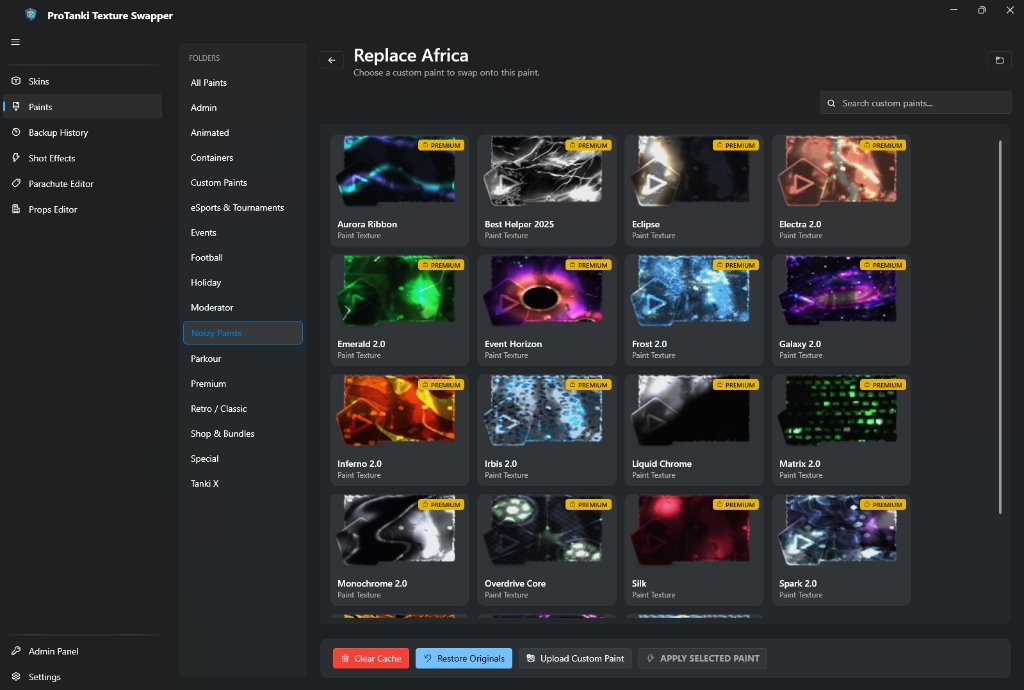 ProTanki Texture Swapper
Skins
Paints
Backup History
Shot Effects
Parachute Editor
Props Editor
Admin Panel
Settings
FOLDERS
All Paints
Admin
Animated
Containers
Custom Paints
eSports & Tournaments
Events
Football
Holiday
Moderator
Noizy Paints
Parkour
Premium
Retro / Classic
Shop & Bundles
Special
Tanki X
Replace Africa
Choose a custom paint to swap onto this paint.
Search custom paints...
PREMIUM PREMIUM PREMIUM PREMIUM
Aurora Ribbon Best Helper 2025 Eclipse Electra 2.0
Paint Texture Paint Texture Paint Texture Paint Texture
PREMIUM PREMIUM PREMIUM PREMIUM
Emerald 2.0 Event Horizon Frost 2.0 Galaxy 2.0
Paint Texture Paint Texture Paint Texture Paint Texture
PREMIUM PREMIUM PREMIUM PREMIUM
Inferno 2.0 Irbis 2.0 Liquid Chrome Matrix 2.0
Paint Texture Paint Texture Paint Texture Paint Texture
PREMIUM PREMIUM PREMIUM PREMIUM
Monochrome 2.0 Overdrive Core Silk Spark 2.0
Paint Texture Paint Texture Paint Texture Paint Texture
Clear Cache Restore Originals Upload Custom Paint APPLY SELECTED PAINT